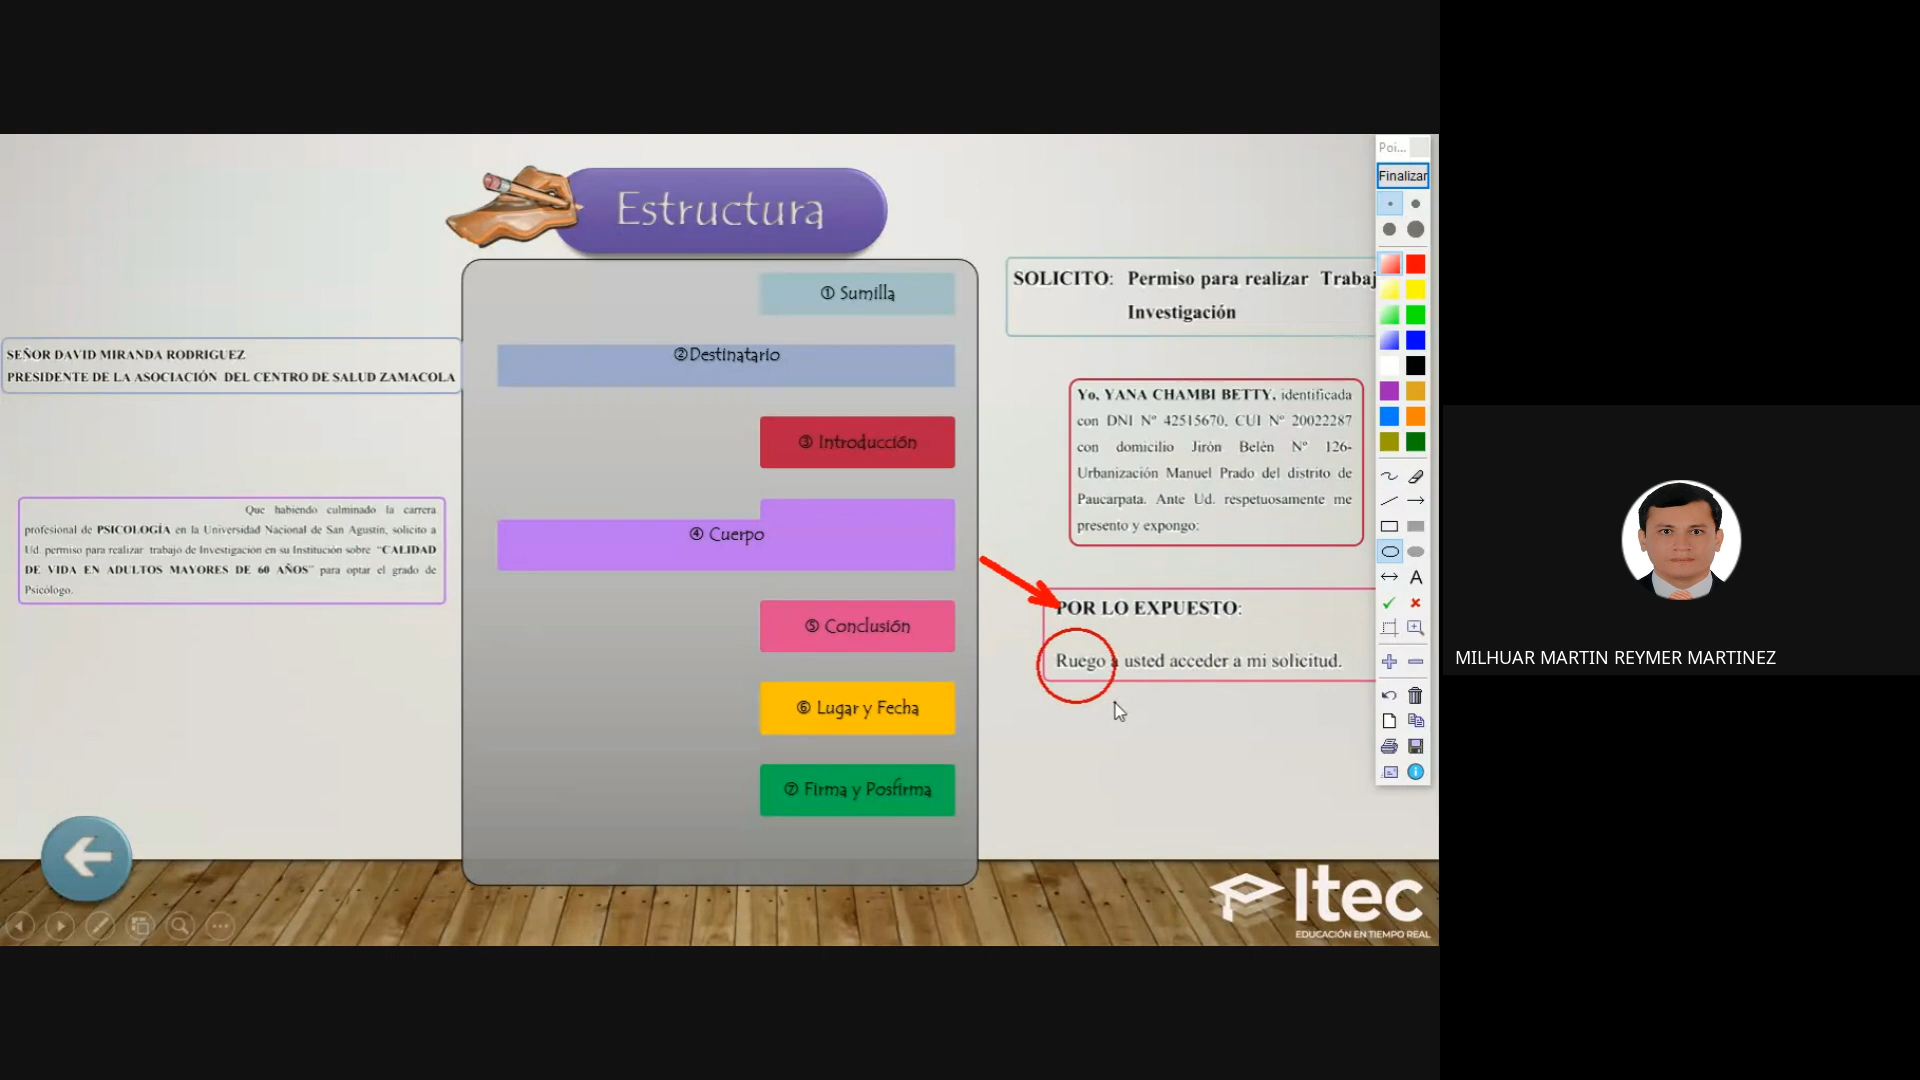 Estructura
① Sumilla
②Destinatario
③ Introducción
④ Cuerpo
⑤ Conclusión
⑥ Lugar y Fecha
⑦ Firma y Posfirma
SEÑOR DAVID MIRANDA RODRIGUEZ
PRESIDENTE DE LA ASOCIACIÓN DEL CENTRO DE SALUD ZAMACOLA
Que habiendo culminado la carrera
profesional de PSICOLOGÍA en la Universidad Nacional de San Agustín, solicito a
Ud. permiso para realizar trabajo de Investigación en su Institución sobre "CALIDAD
DE VIDA EN ADULTOS MAYORES DE 60 AÑOS" para optar el grado de
Psicólogo.
SOLICITO: Permiso para realizar Trabaj
Investigación
Yo, YANA CHAMBI BETTY, identificada
con DNI Nº 42515670, CUI Nº 20022287
con domicilio Jirón Belén Nº 126-
Urbanización Manuel Prado del distrito de
Paucarpata. Ante Ud. respetuosamente me
presento y expongo:
POR LO EXPUESTO:
Ruego a usted acceder a mi solicitud.
Itec
EDUCACIÓN EN TIEMPO REAL
Poi...
Finalizar
A
MILHUAR MARTIN REYMER MARTINEZ